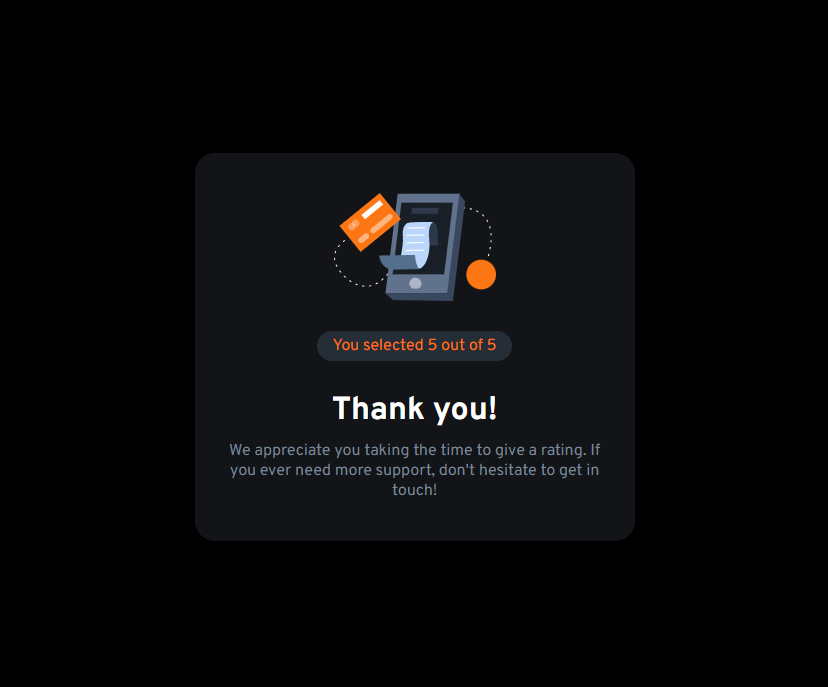 You selected 5 out of 5
Thank you!
We appreciate you taking the time to give a rating. If
you ever need more support, don't hesitate to get in
touch!